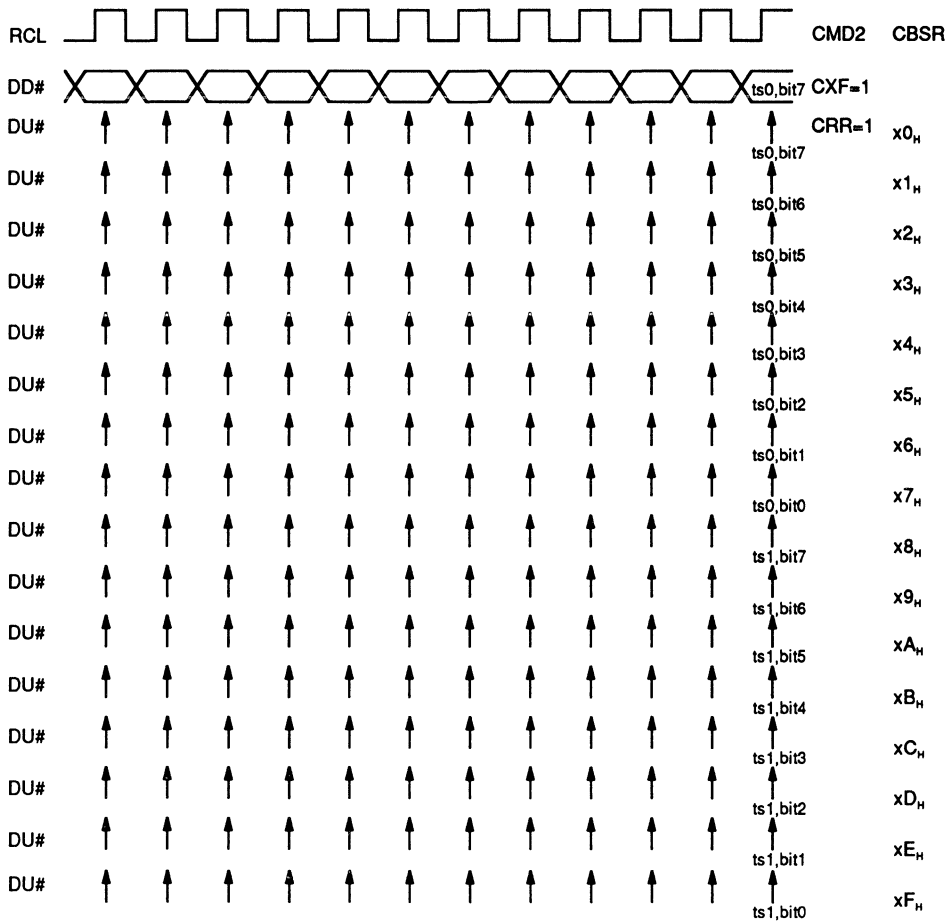 RCL CMD2 CBSR
DD# ts0,bit7 CXF=1
DU# CRR=1 x0H
ts0,bit7
DU# x1H
ts0,bit6
DU# x2H
ts0,bit5
DU# x3H
ts0,bit4
DU# x4H
ts0,bit3
DU# x5H
ts0,bit2
DU# x6H
ts0,bit1
DU# x7H
ts0,bit0
DU# x8H
ts1,bit7
DU# x9H
ts1,bit6
DU# xAH
ts1,bit5
DU# xBH
ts1,bit4
DU# xCH
ts1,bit3
DU# xDH
ts1,bit2
DU# xEH
ts1,bit1
DU# xFH
ts1,bit0